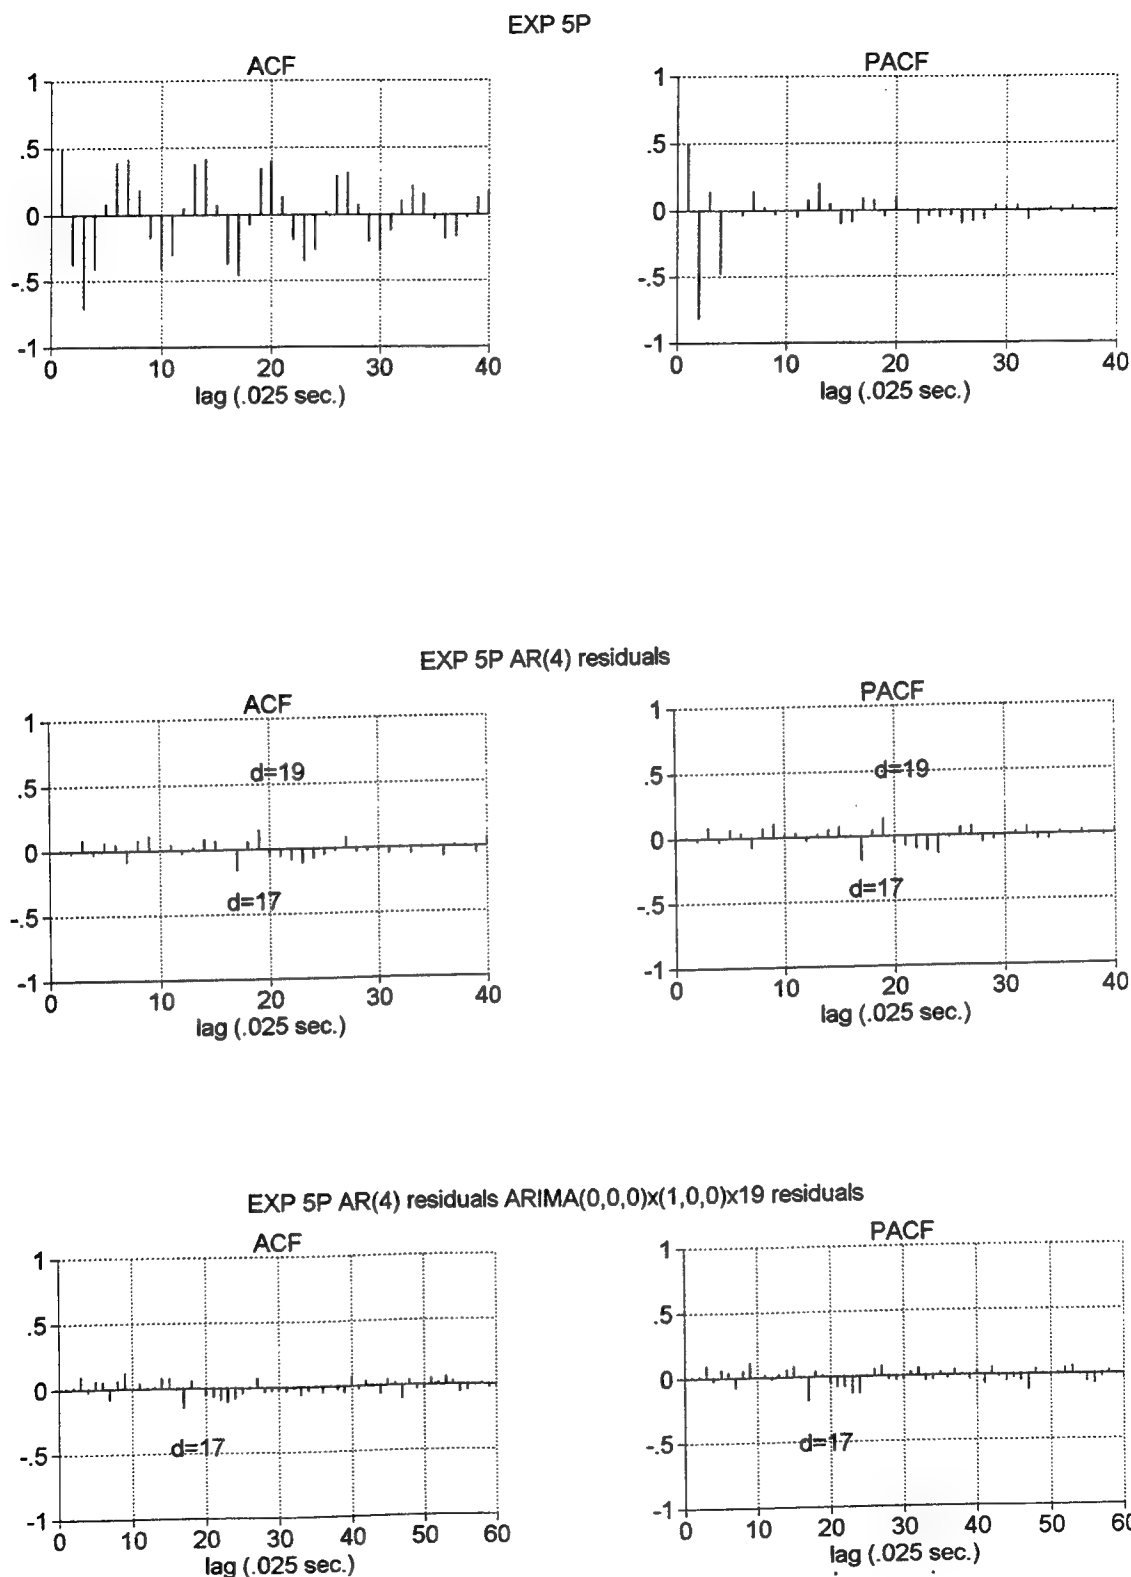 EXP 5P
ACF
1
.5
0
-.5
-1
0 10 20 30 40
lag (.025 sec.)
PACF
1
.5
0
-.5
-1
0 10 20 30 40
lag (.025 sec.)
EXP 5P AR(4) residuals
ACF
1
.5
0
-.5
-1
d=19
d=17
0 10 20 30 40
lag (.025 sec.)
PACF
1
.5
0
-.5
-1
d=19
d=17
0 10 20 30 40
lag (.025 sec.)
EXP 5P AR(4) residuals ARIMA(0,0,0)x(1,0,0)x19 residuals
ACF
1
.5
0
-.5
-1
d=17
0 10 20 30 40 50 60
lag (.025 sec.)
PACF
1
.5
0
-.5
-1
d=17
0 10 20 30 40 50 60
lag (.025 sec.)